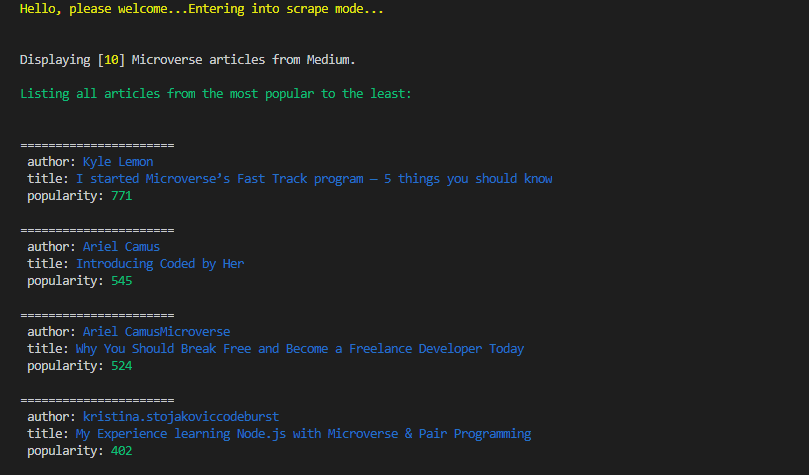 Hello, please welcome...Entering into scrape mode...
Displaying [10] Microverse articles from Medium.
Listing all articles from the most popular to the least:
======================
author: Kyle Lemon
title: I started Microverse’s Fast Track program — 5 things you should know
popularity: 771
======================
author: Ariel Camus
title: Introducing Coded by Her
popularity: 545
======================
author: Ariel CamusMicroverse
title: Why You Should Break Free and Become a Freelance Developer Today
popularity: 524
======================
author: kristina.stojakoviccodeburst
title: My Experience learning Node.js with Microverse & Pair Programming
popularity: 402